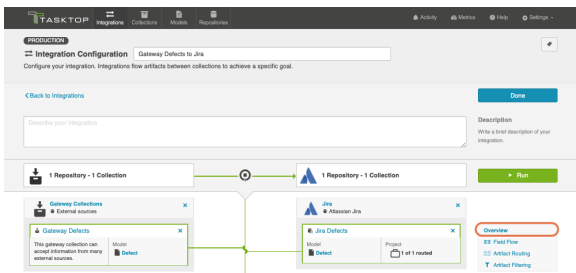 TASKTOP
Integrations
Collections
Models
Repositories
Activity
Metrics
Help
Settings
PRODUCTION
Integration Configuration
Gateway Defects to Jira
Configure your integration. Integrations flow artifacts between collections to achieve a specific goal.
Back to Integrations
Done
Describe your integration
Description
Write a brief description of your
integration.
1 Repository - 1 Collection
1 Repository - 1 Collection
Run
Gateway Collections
External sources
Jira
Atlassian Jira
Gateway Defects
This gateway collection can
accept information from many
external sources.
Model
Defect
Jira Defects
Model
Defect
Project
1 of 1 routed
Overview
Field Flow
Artifact Routing
Artifact Filtering